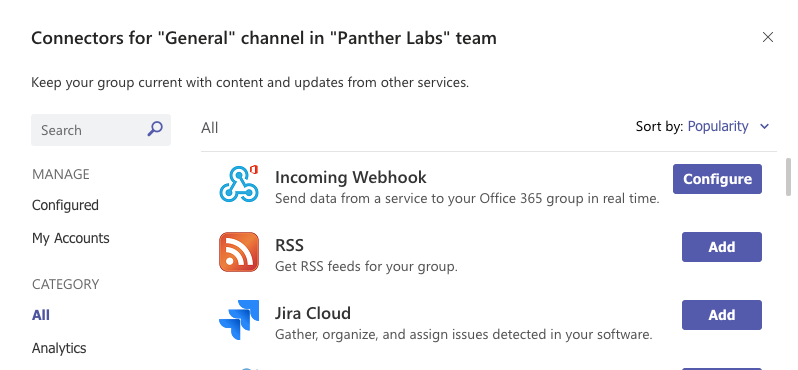 Connectors for "General" channel in "Panther Labs" team
Keep your group current with content and updates from other services.
Search
All
Sort by: Popularity
MANAGE
Configured
My Accounts
CATEGORY
All
Analytics
Incoming Webhook
Send data from a service to your Office 365 group in real time.
Configure
RSS
Get RSS feeds for your group.
Add
Jira Cloud
Gather, organize, and assign issues detected in your software.
Add